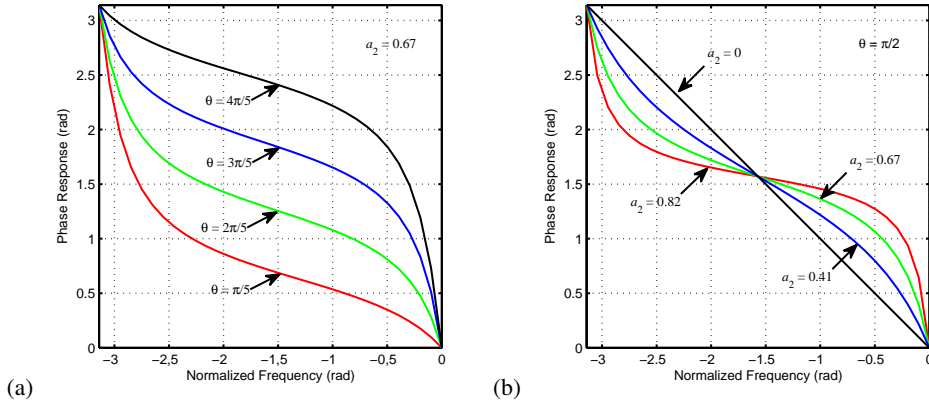 3
2.5
2
1.5
1
0.5
0
Phase Response (rad)
a2 = 0.67
θ = 4π/5
θ = 3π/5
θ = 2π/5
θ = π/5
−3 −2.5 −2 −1.5 −1 −0,5 0
Normalized Frequency (rad)
(a)
3
2.5
2
1.5
1
0.5
0
Phase Response (rad)
θ = π/2
a2 = 0
a2 = 0.67
a2 = 0.82
a2 = 0.41
−3 −2.5 −2 −1.5 −1 −0.5 0
Normalized Frequency (rad)
(b)